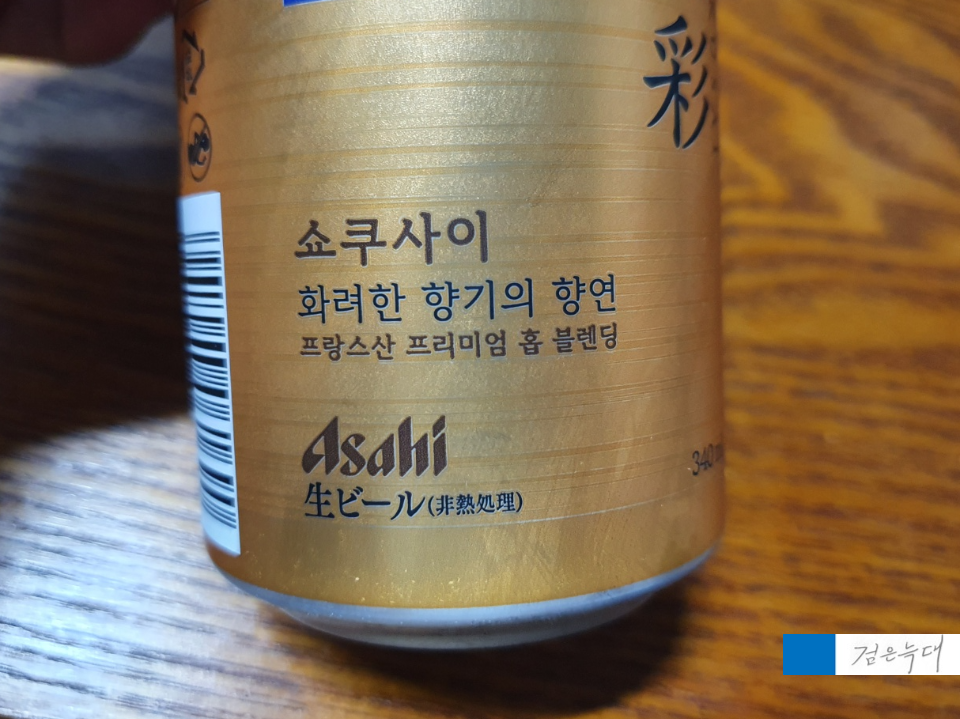 彩
쇼쿠사이
화려한 향기의 향연
프랑스산 프리미엄 홉 블렌딩
Asahi
生ビール(非熱処理)
340
검은늑대